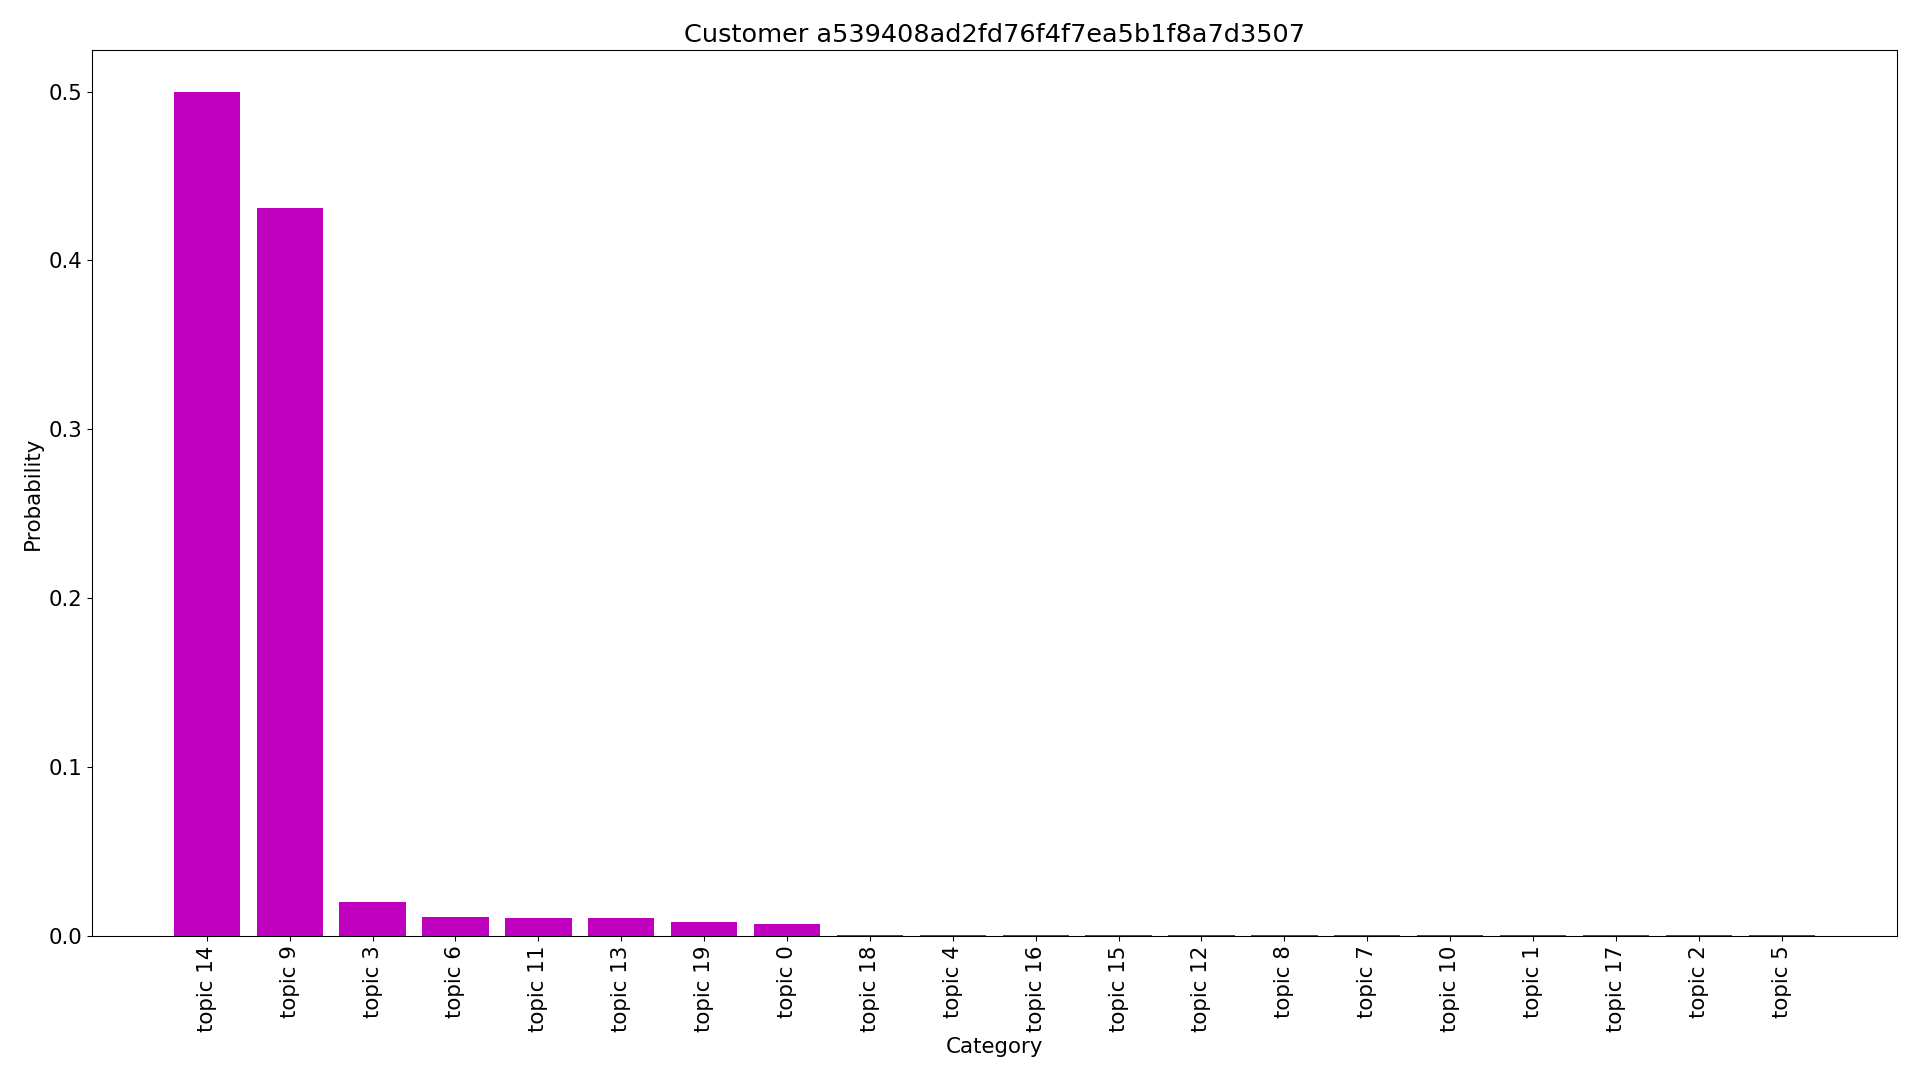 Customer a539408ad2fd76f4f7ea5b1f8a7d3507
Probability
0.5
0.4
0.3
0.2
0.1
0.0
topic 14
topic 9
topic 3
topic 6
topic 11
topic 13
topic 19
topic 0
topic 18
topic 4
topic 16
topic 15
topic 12
topic 8
topic 7
topic 10
topic 1
topic 17
topic 2
topic 5
Category